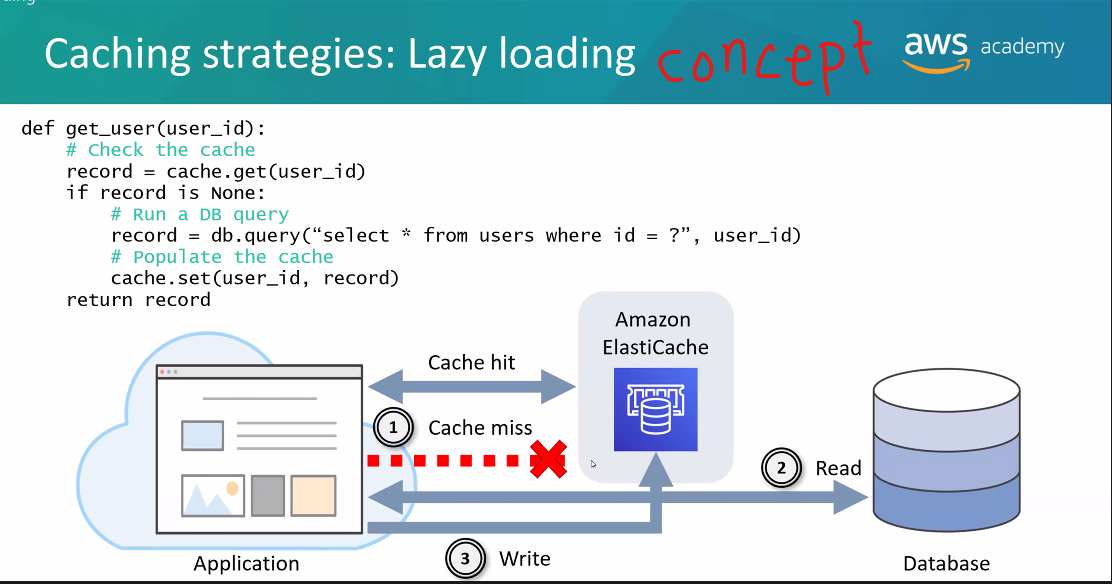 ding
Caching strategies: Lazy loading concept
aws academy
def get_user(user_id):
# Check the cache
record = cache.get(user_id)
if record is None:
# Run a DB query
record = db.query(“select * from users where id = ?”, user_id)
# Populate the cache
cache.set(user_id, record)
return record
Amazon
ElastiCache
Cache hit
1 Cache miss
2 Read
3 Write
Application
Database